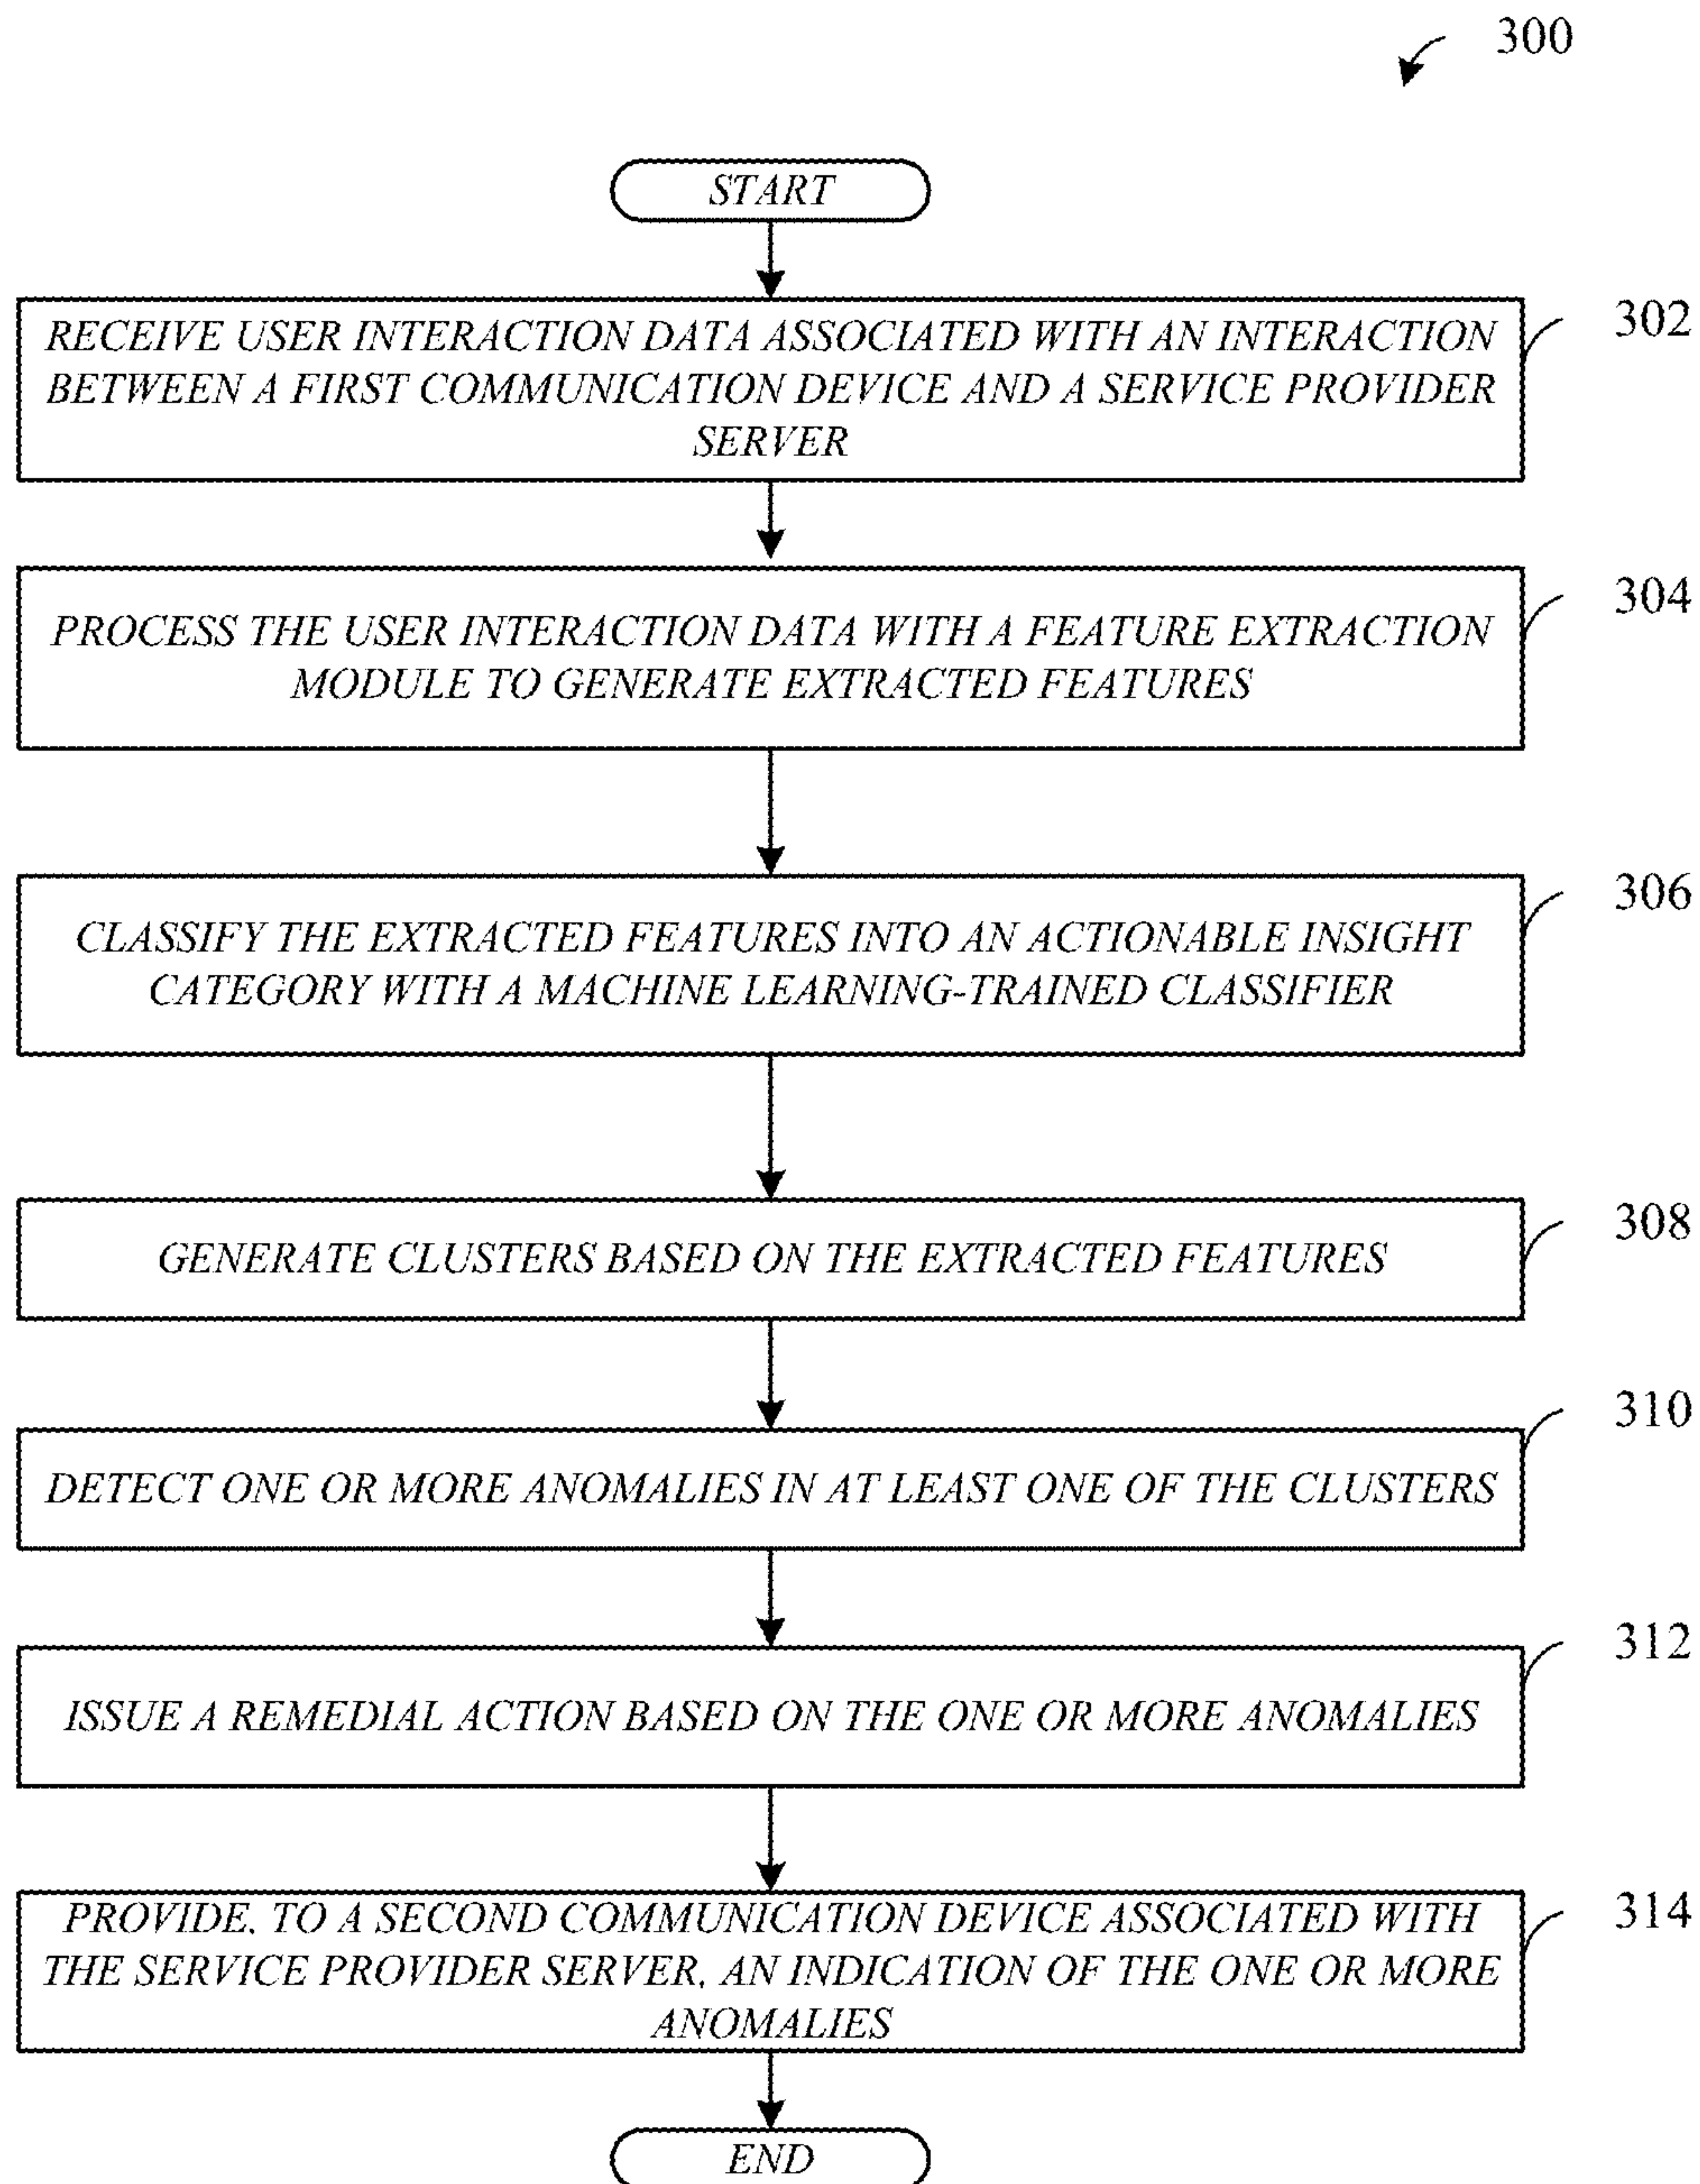 300
START
RECEIVE USER INTERACTION DATA ASSOCIATED WITH AN INTERACTION
BETWEEN A FIRST COMMUNICATION DEVICE AND A SERVICE PROVIDER
SERVER
302
PROCESS THE USER INTERACTION DATA WITH A FEATURE EXTRACTION
MODULE TO GENERATE EXTRACTED FEATURES
304
CLASSIFY THE EXTRACTED FEATURES INTO AN ACTIONABLE INSIGHT
CATEGORY WITH A MACHINE LEARNING-TRAINED CLASSIFIER
306
GENERATE CLUSTERS BASED ON THE EXTRACTED FEATURES
308
DETECT ONE OR MORE ANOMALIES IN AT LEAST ONE OF THE CLUSTERS
310
ISSUE A REMEDIAL ACTION BASED ON THE ONE OR MORE ANOMALIES
312
PROVIDE, TO A SECOND COMMUNICATION DEVICE ASSOCIATED WITH
THE SERVICE PROVIDER SERVER, AN INDICATION OF THE ONE OR MORE
ANOMALIES
314
END